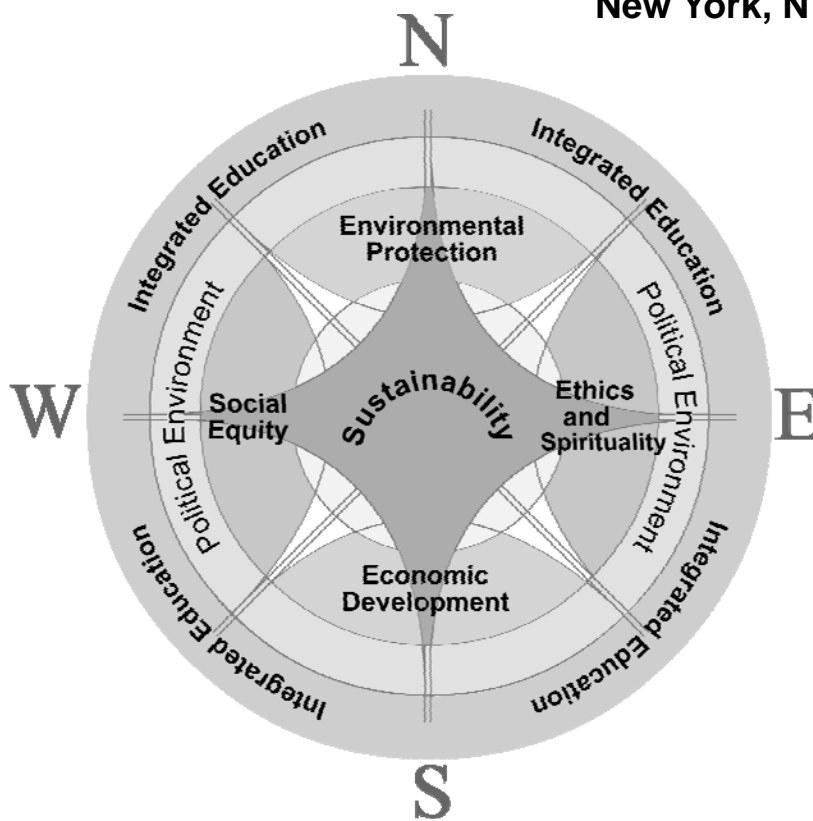 New York, N
N
Integrated Education
Integrated Education
Environmental
Protection
Political Environment
Political Environment
W
Social
Equity
Sustainability
Ethics
and
Spirituality
E
Economic
Development
Integrated Education
Integrated Education
S